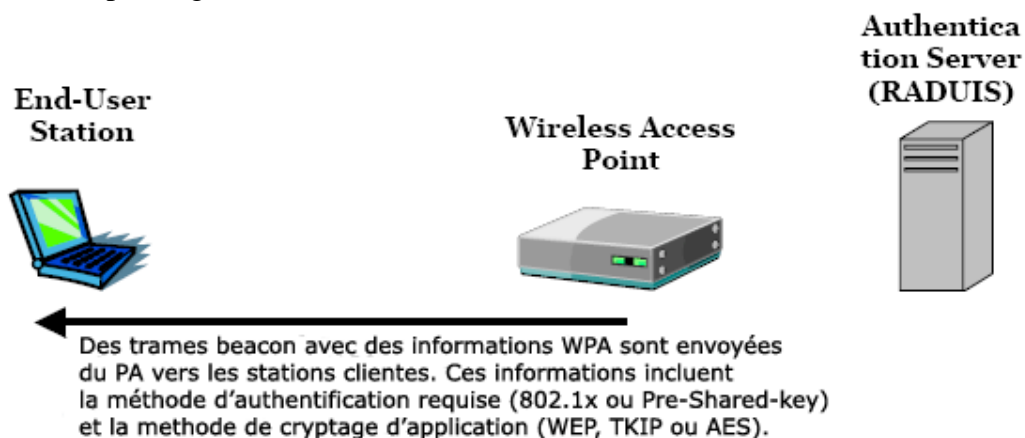 Authentica
tion Server
(RADUIS)
End-User
Station
Wireless Access
Point
Des trames beacon avec des informations WPA sont envoyées
du PA vers les stations clientes. Ces informations incluent
la méthode d'authentification requise (802.1x ou Pre-Shared-key)
et la methode de cryptage d'application (WEP, TKIP ou AES).